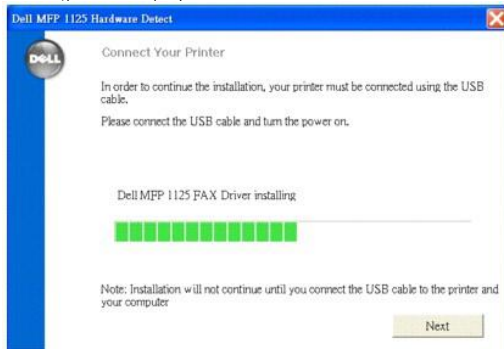 Dell MFP 1125 Hardware Detect
DELL
Connect Your Printer
In order to continue the installation, your printer must be connected using the USB
cable.
Please connect the USB cable and turn the power on.
Dell MFP 1125 FAX Driver installing
Note: Installation will not continue until you connect the USB cable to the printer and
your computer
Next